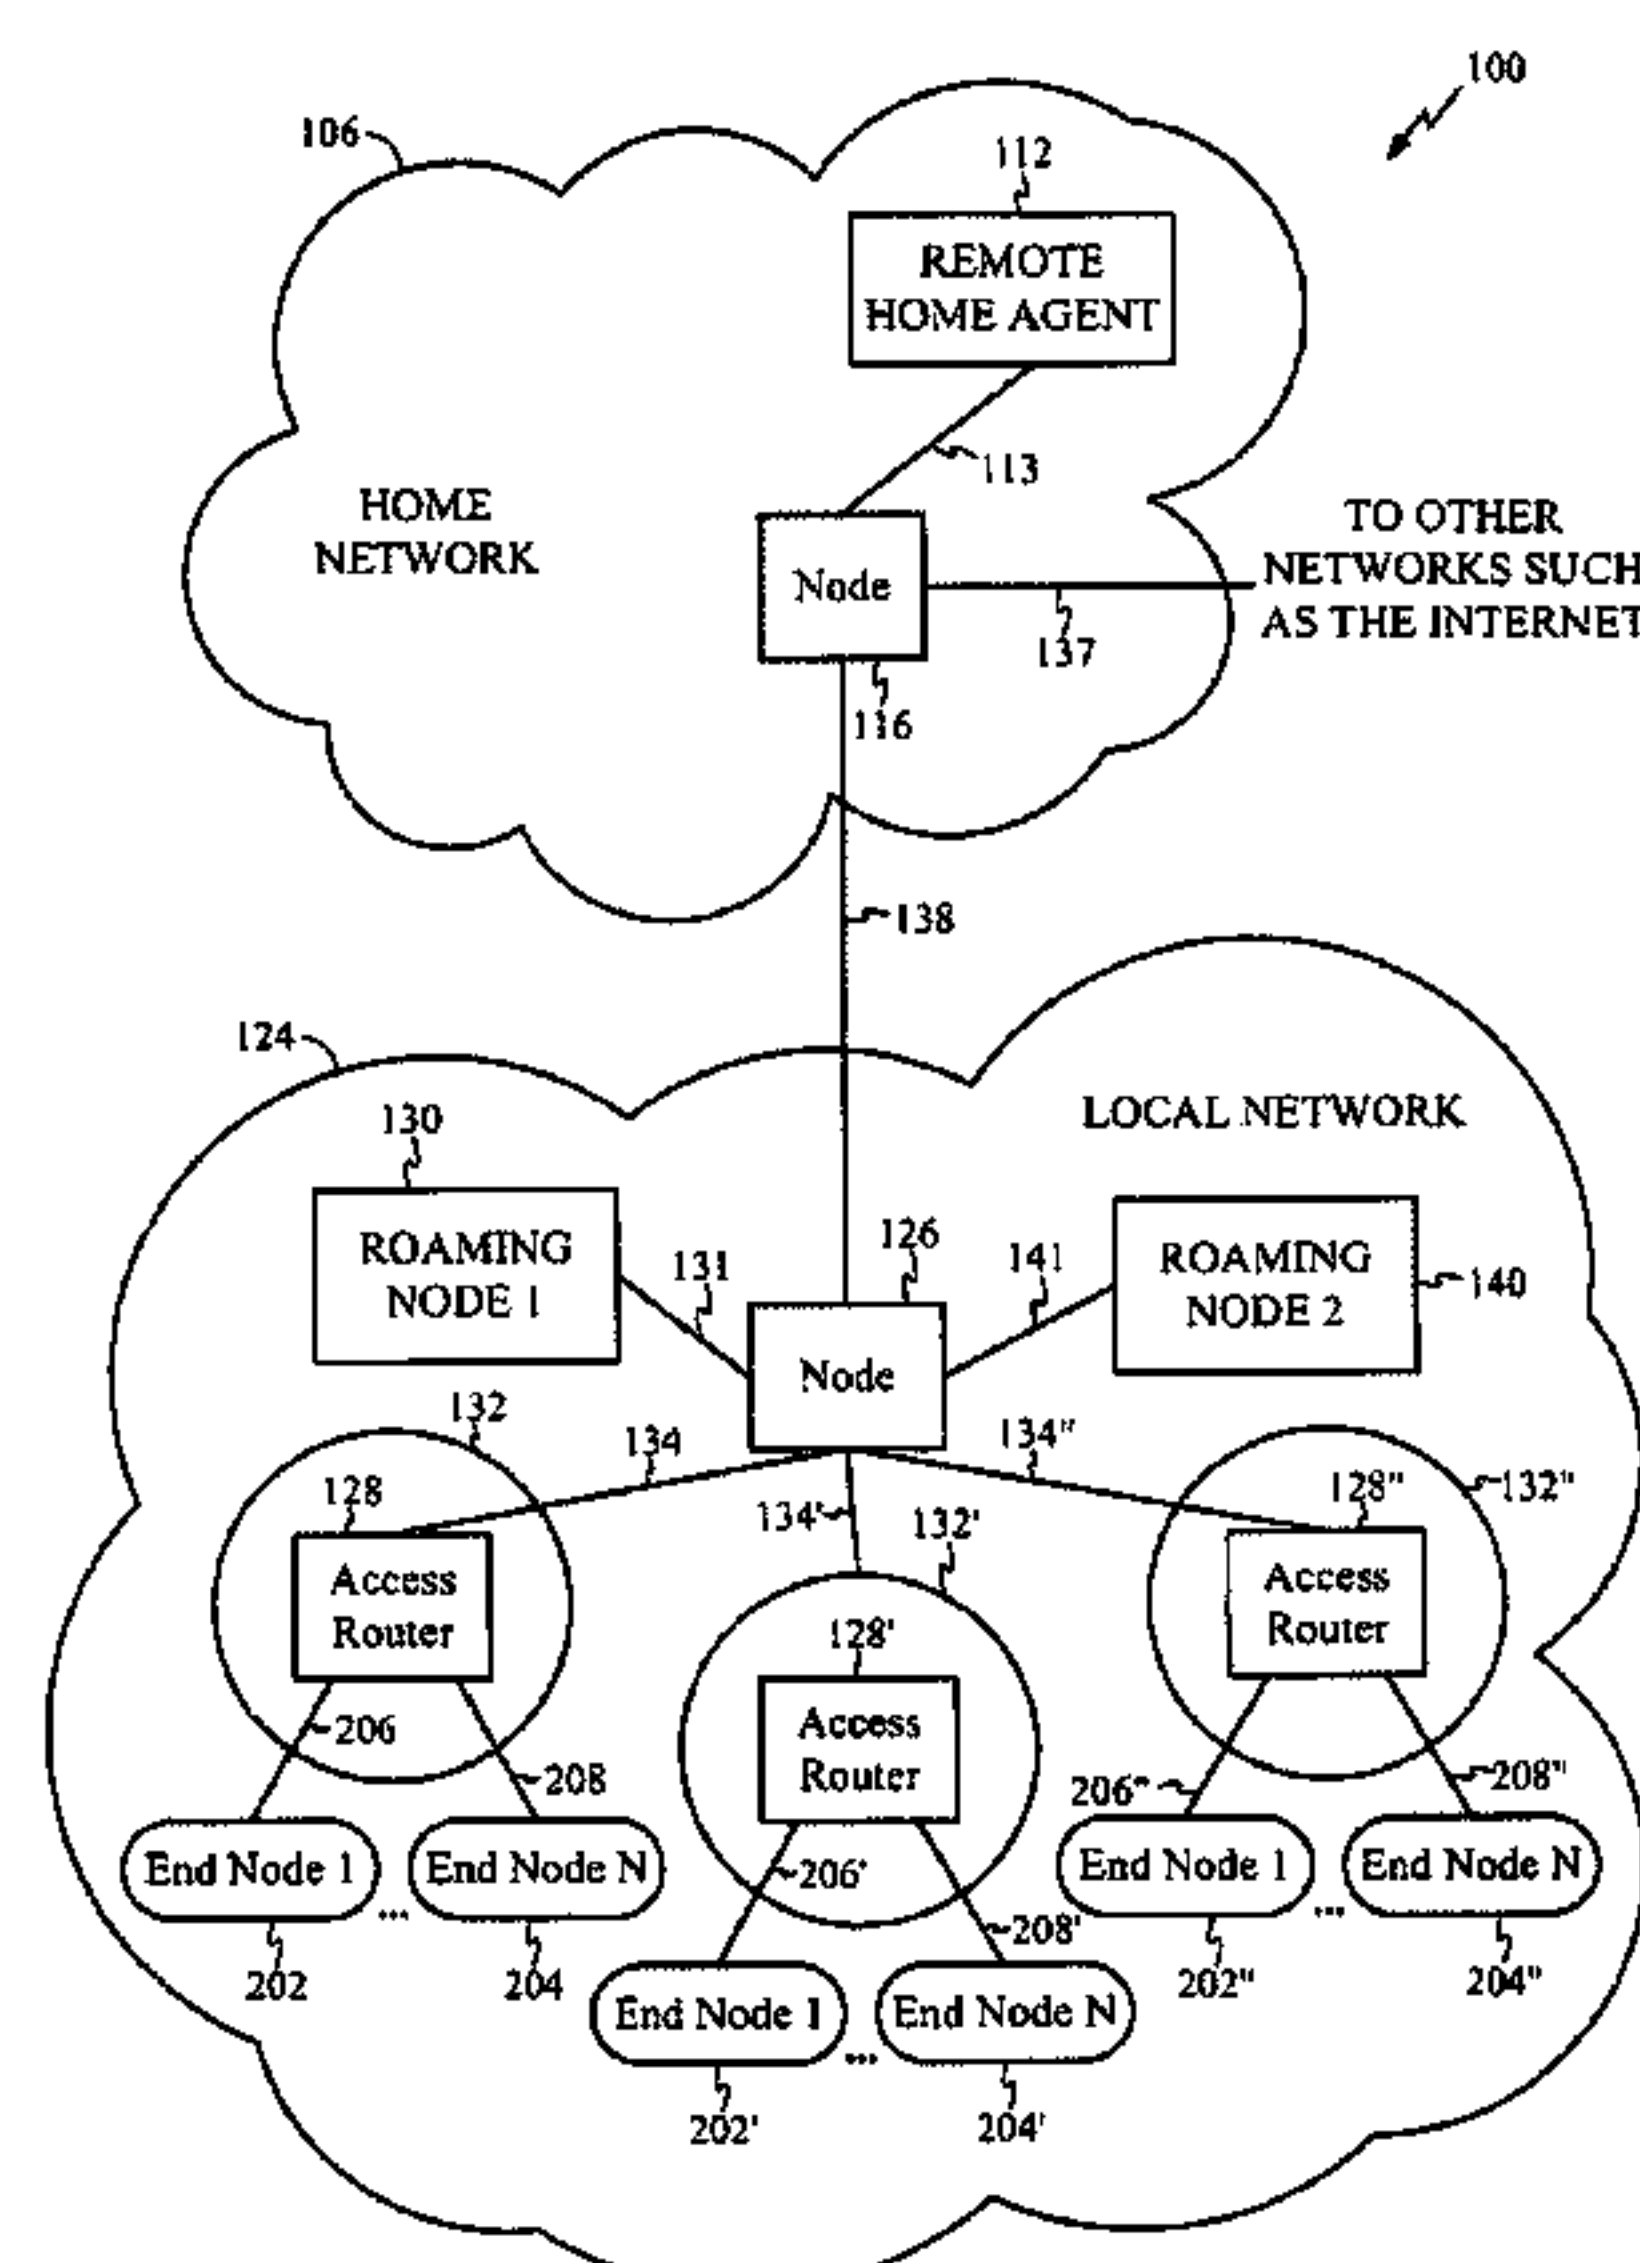 100
106
112
REMOTE
HOME AGENT
113
HOME
NETWORK
TO OTHER
NETWORKS SUCH
AS THE INTERNET
Node
137
116
138
124
LOCAL NETWORK
130
ROAMING
NODE 1
131
126
141
ROAMING
NODE 2
140
Node
132
134
134"
128
134'
132'
128"
132"
Access
Router
Access
Router
128'
206
Access
Router
208
206"
208"
End Node 1
...
End Node N
206'
End Node 1
...
End Node N
208'
202
204
202"
204"
End Node 1
...
End Node N
202'
204'